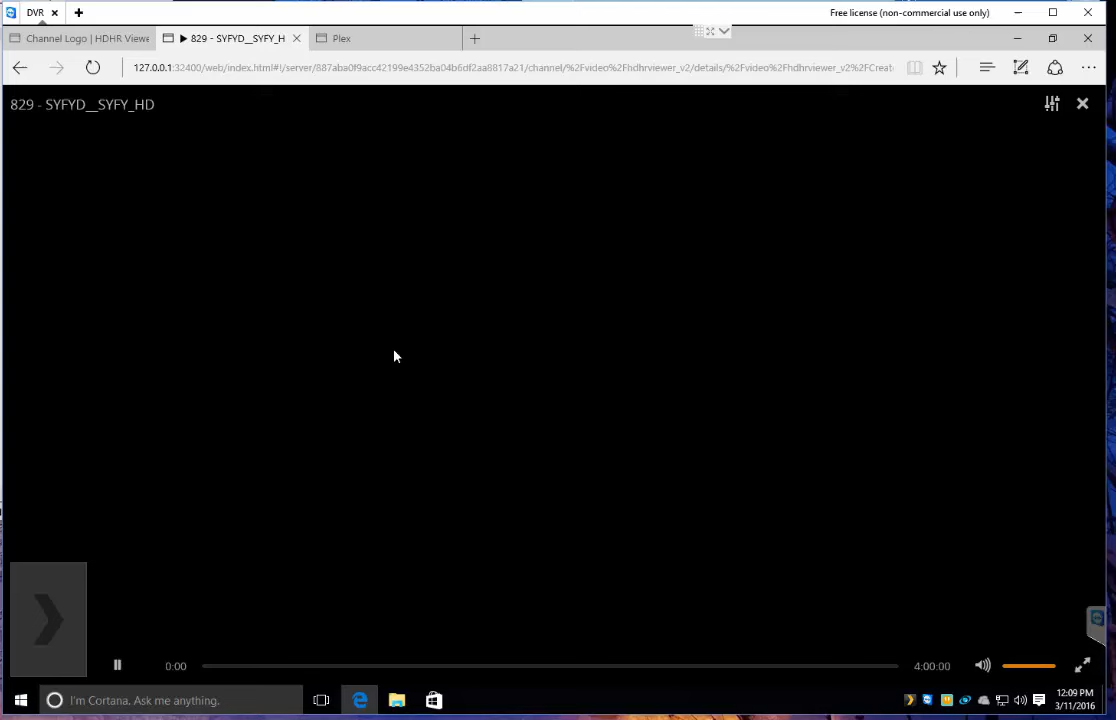 DVR
Free license (non-commercial use only)
Channel Logo | HDHR Viewe
829 - SYFYD__SYFY_H
Plex
127.0.0.1:32400/web/index.html#!/server/887aba0f9acc42199e4352ba04b6df2aa8817a21/channel/%2Fvideo%2Fhdhrviewer_v2/details/%2Fvideo%2Fhdhrviewer_v2%2FCreat
829 - SYFYD__SYFY_HD
0:00
4:00:00
I'm Cortana. Ask me anything.
12:09 PM
3/11/2016